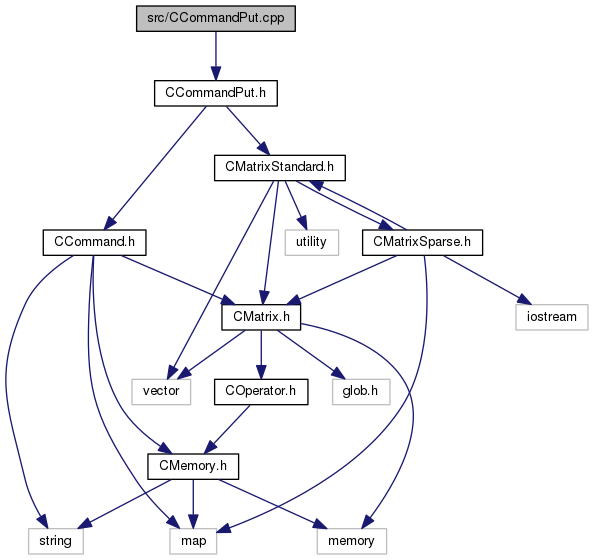 src/CCommandPut.cpp
CCommandPut.h
CMatrixStandard.h
CCommand.h
utility
CMatrixSparse.h
CMatrix.h
iostream
vector
COperator.h
glob.h
CMemory.h
string
map
memory